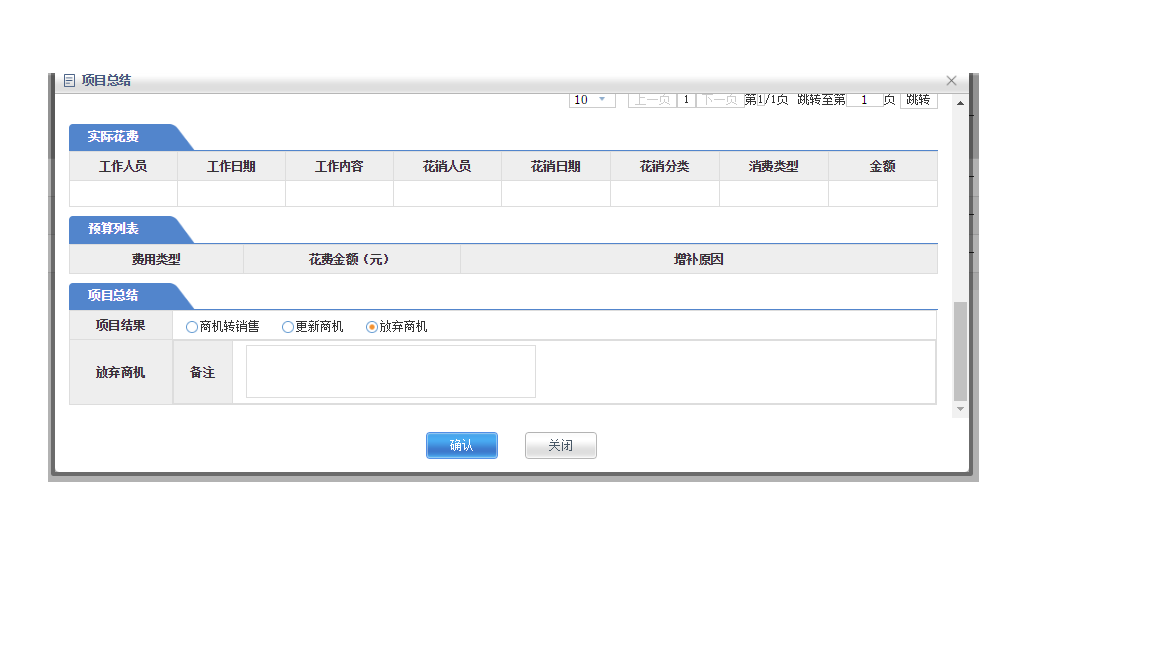 项目总结
10 上一页 1 下一页 第1/1页 跳转至第 1 页 跳转
实际花费
工作人员 工作日期 工作内容 花消人员 花消日期 花消分类 消费类型 金额
预算列表
费用类型 花费金额（元） 增补原因
项目总结
项目结果 商机转销售 更新商机 放弃商机
放弃商机 备注
确认 关闭